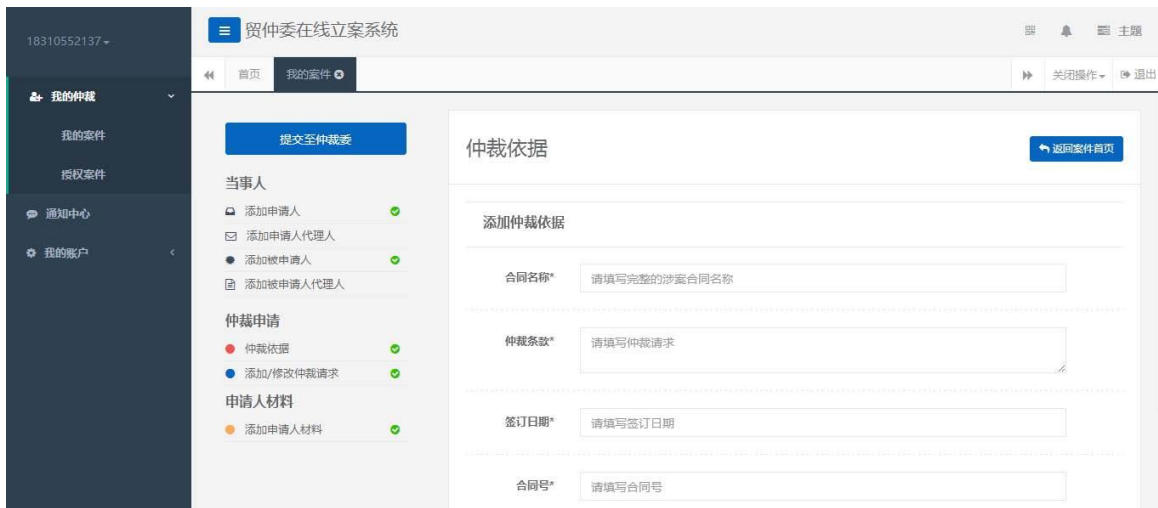 18310552137
贸仲委在线立案系统
主题
首页
我的案件
关闭操作
退出
我的仲裁
我的案件
授权案件
通知中心
我的账户
提交至仲裁委
当事人
添加申请人
添加申请人代理人
添加被申请人
添加被申请人代理人
仲裁申请
仲裁依据
添加/修改仲裁请求
申请人材料
添加申请人材料
仲裁依据
返回案件首页
添加仲裁依据
合同名称* 请填写完整的涉案合同名称
仲裁条款* 请填写仲裁请求
签订日期* 请填写签订日期
合同号* 请填写合同号